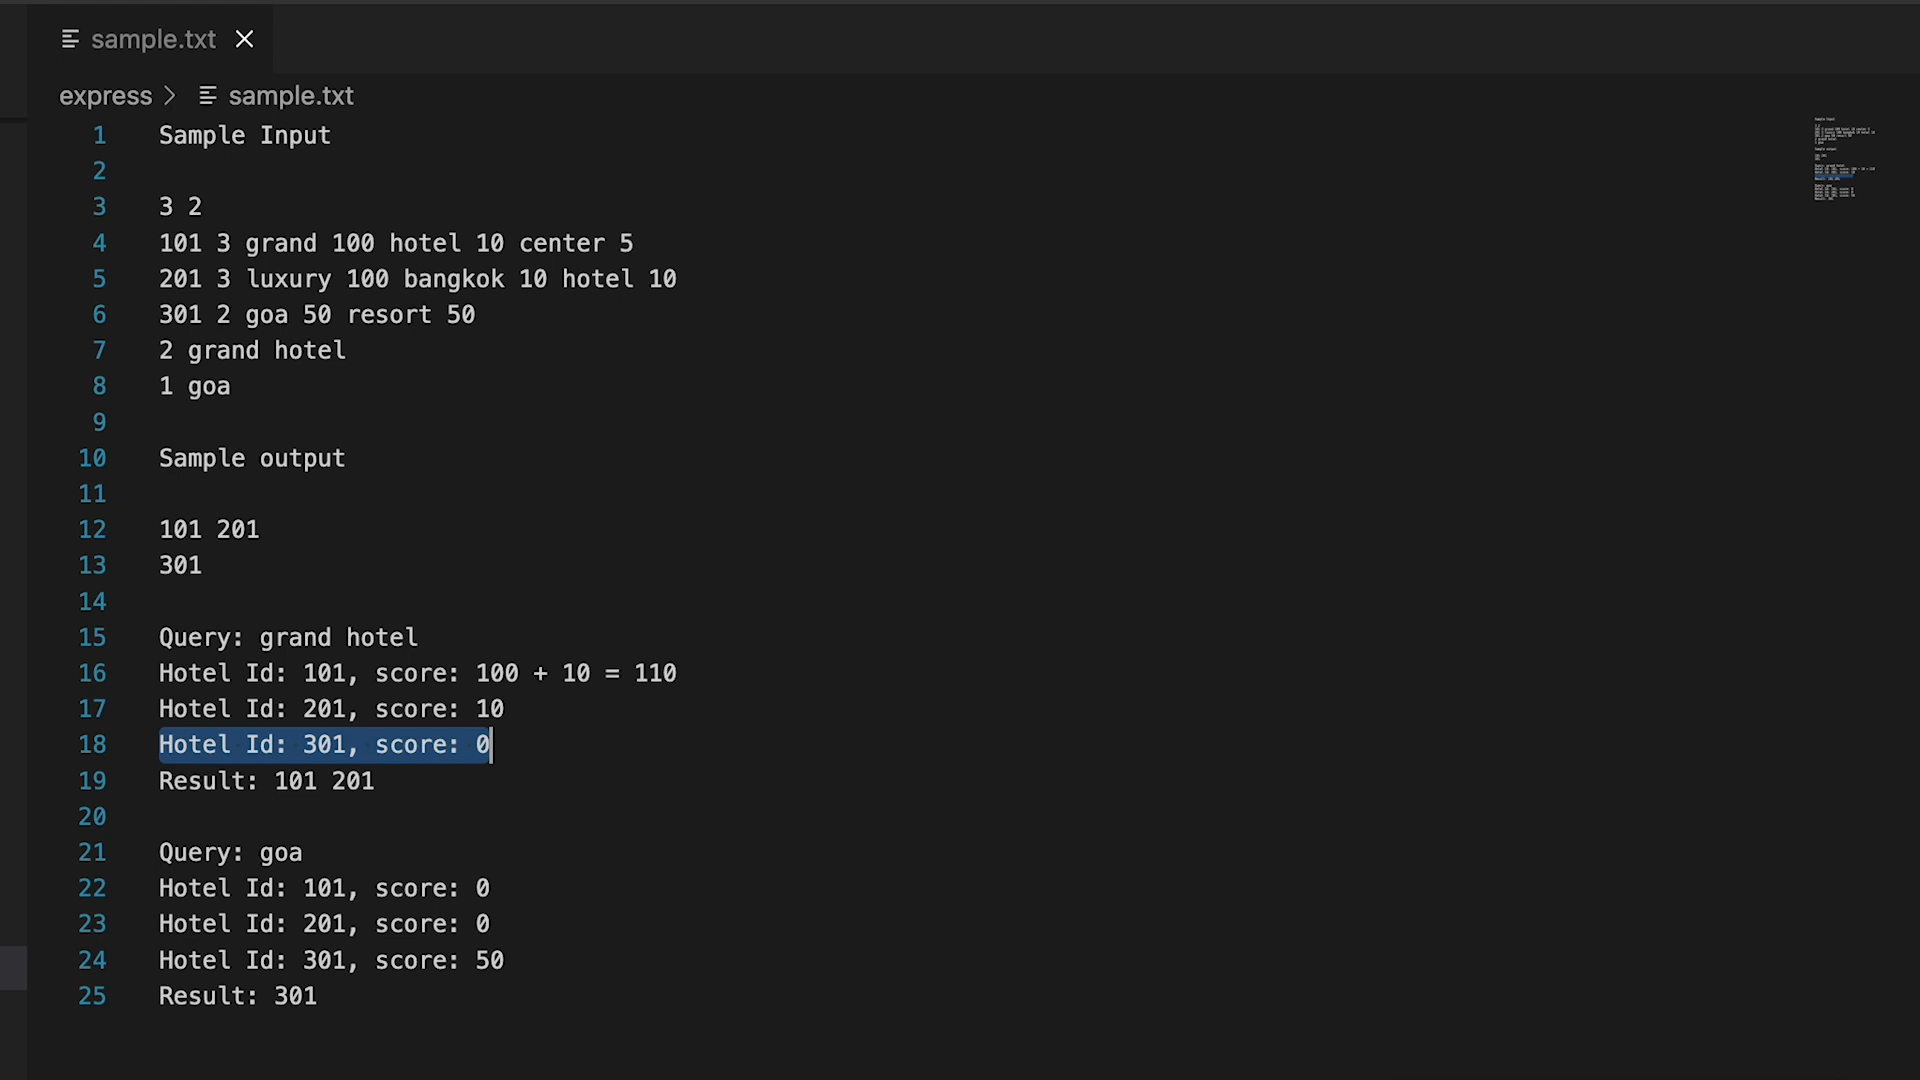 sample.txt
express > sample.txt
1 Sample Input
2
3 3 2
4 101 3 grand 100 hotel 10 center 5
5 201 3 luxury 100 bangkok 10 hotel 10
6 301 2 goa 50 resort 50
7 2 grand hotel
8 1 goa
9
10 Sample output
11
12 101 201
13 301
14
15 Query: grand hotel
16 Hotel Id: 101, score: 100 + 10 = 110
17 Hotel Id: 201, score: 10
18 Hotel Id: 301, score: 0
19 Result: 101 201
20
21 Query: goa
22 Hotel Id: 101, score: 0
23 Hotel Id: 201, score: 0
24 Hotel Id: 301, score: 50
25 Result: 301